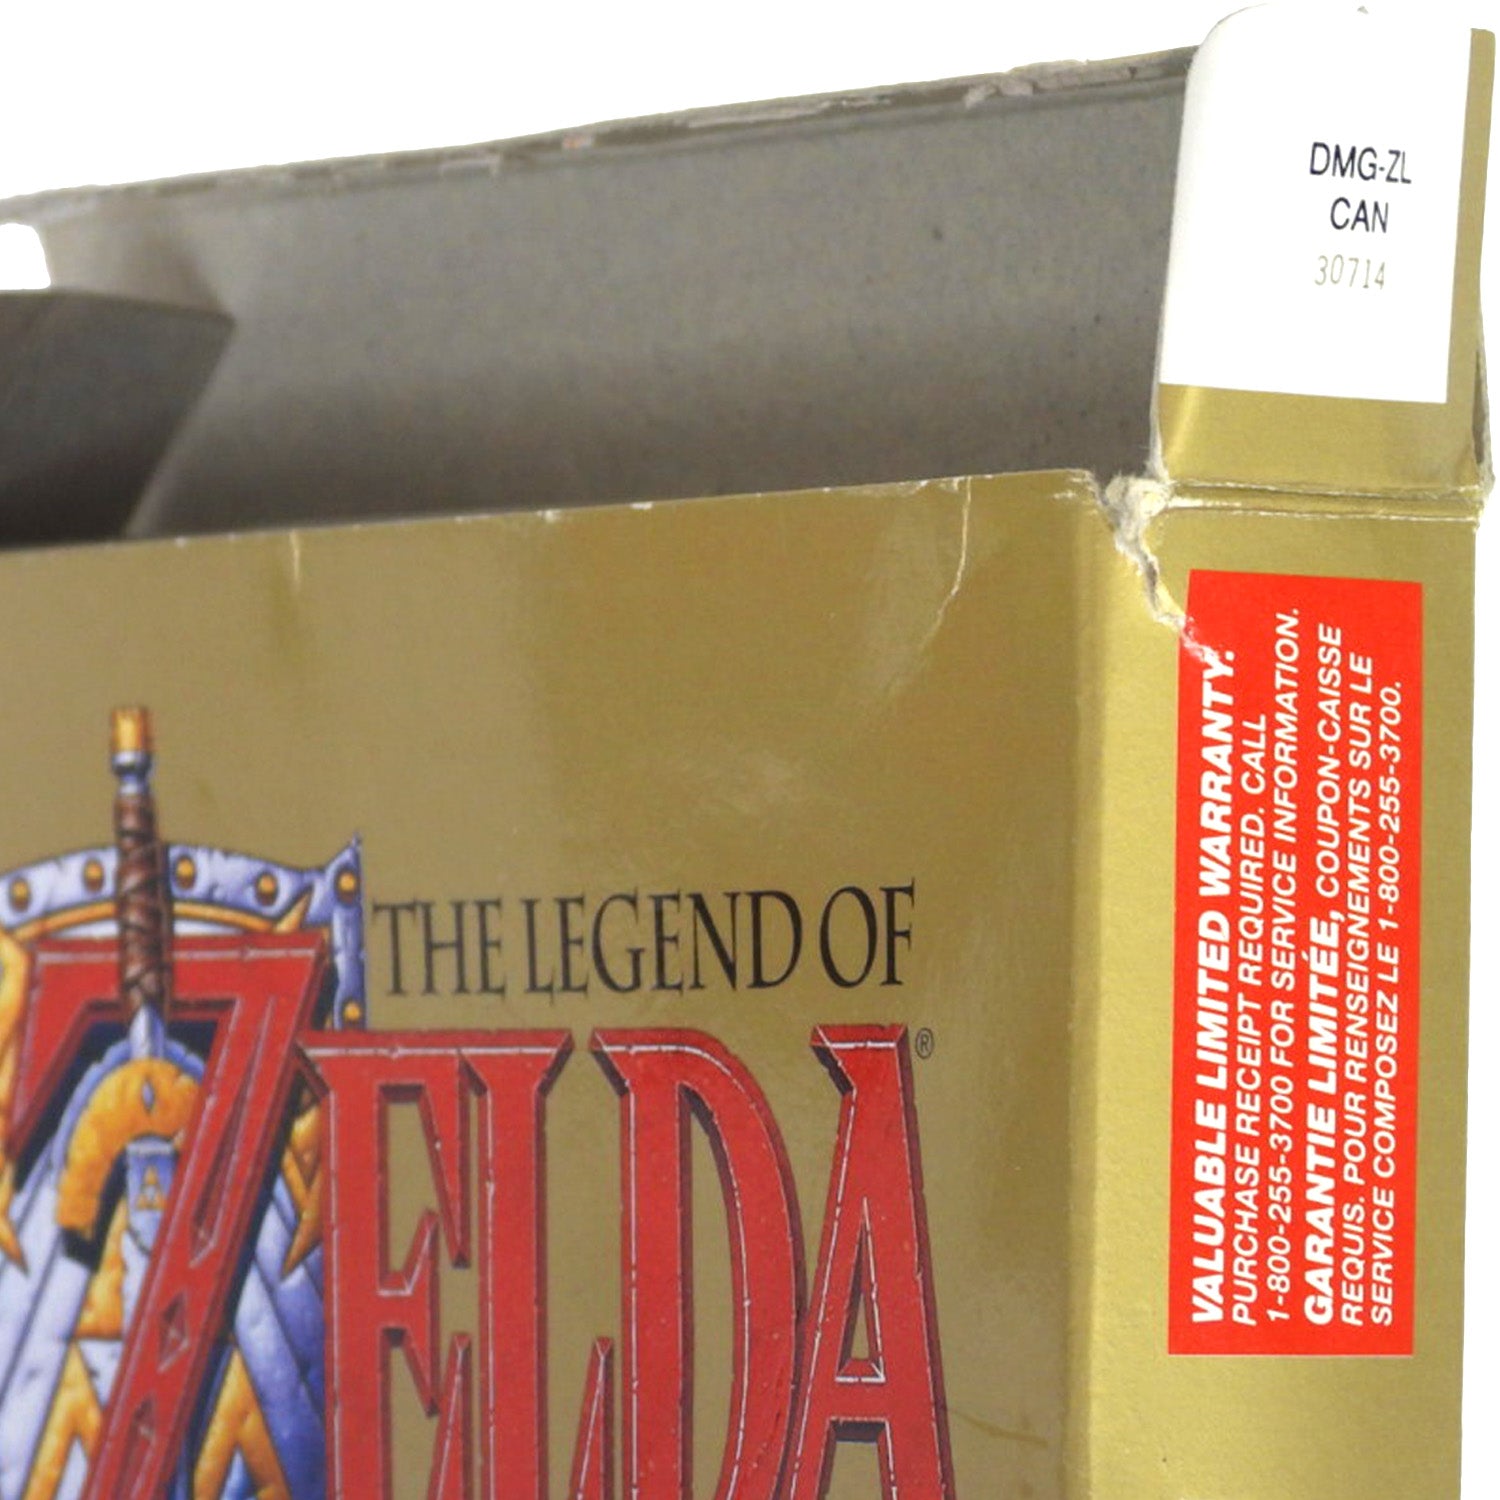 DMG-ZL
CAN
30714
THE LEGEND OF
ZELDA®
VALUABLE LIMITED WARRANTY.
PURCHASE RECEIPT REQUIRED. CALL
1-800-255-3700 FOR SERVICE INFORMATION.
GARANTIE LIMITÉE, COUPON-CAISSE
REQUIS. POUR RENSEIGNEMENTS SUR LE
SERVICE COMPOSEZ LE 1-800-255-3700.